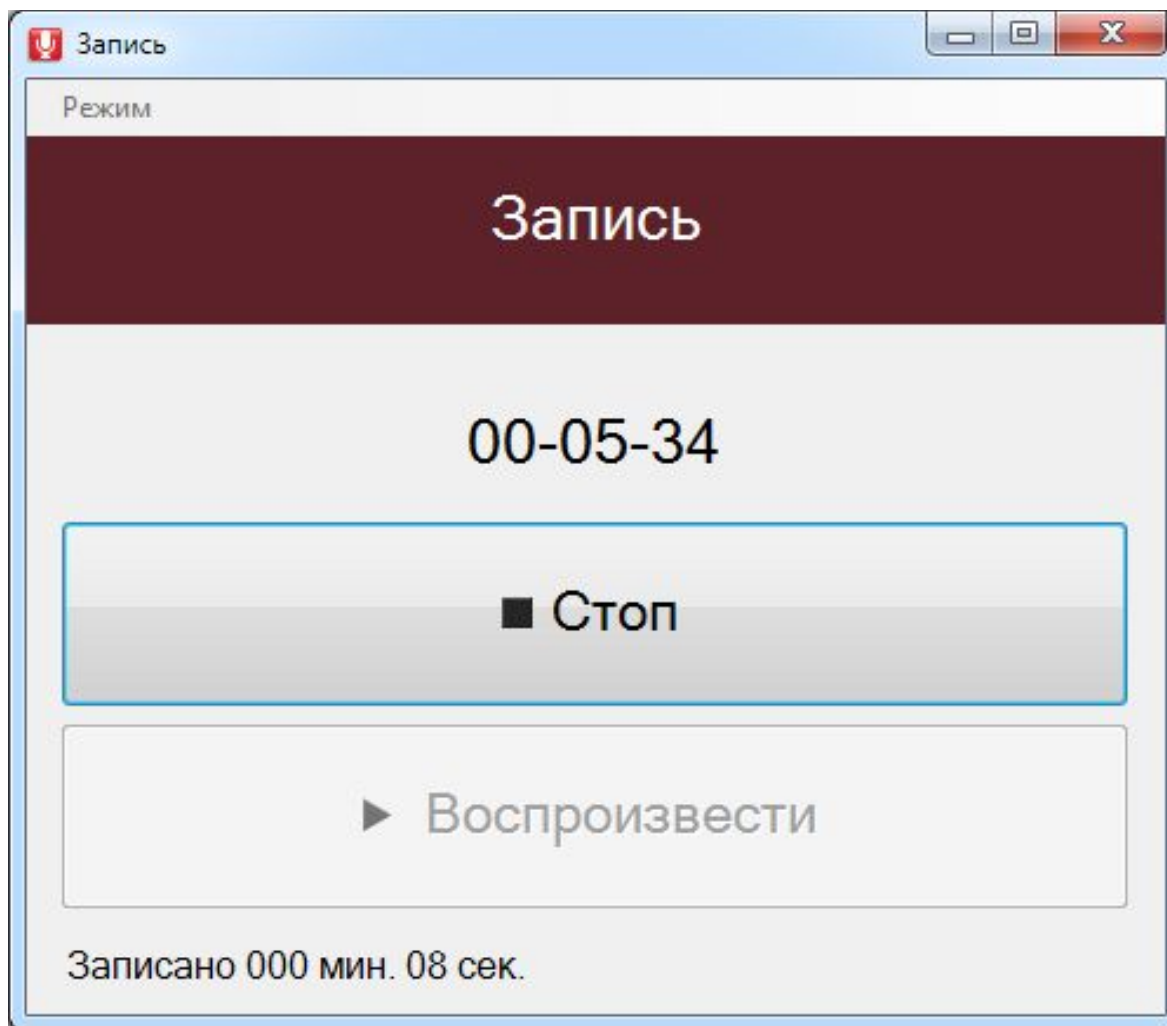 Запись
Режим
Запись
00-05-34
Стоп
Воспроизвести
Записано 000 мин. 08 сек.